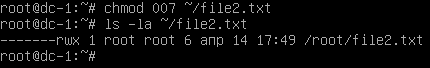 root@dc-1:~# chmod 007 ~/file2.txt
root@dc-1:~# ls -la ~/file2.txt
-------rwx 1 root root 6 апр 14 17:49 /root/file2.txt
root@dc-1:~#